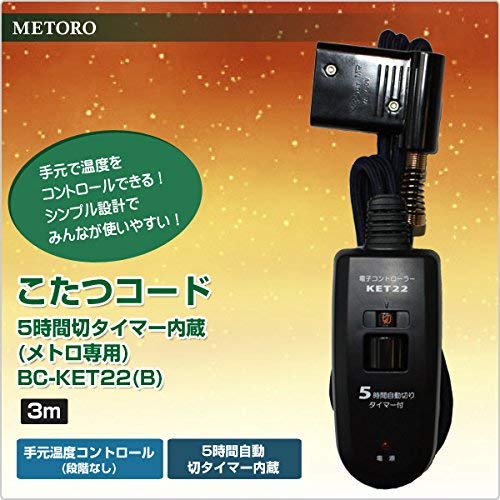 METORO
手元で温度を
コントロールできる！
シンプル設計で
みんなが使いやすい！
こたつコード
5時間切タイマー内蔵
(メトロ専用)
BC-KET22(B)
3m
手元温度コントロール
(段階なし)
5時間自動
切タイマー内蔵
電子コントローラー
KET22
切
5時間自動切り
タイマー付
電源